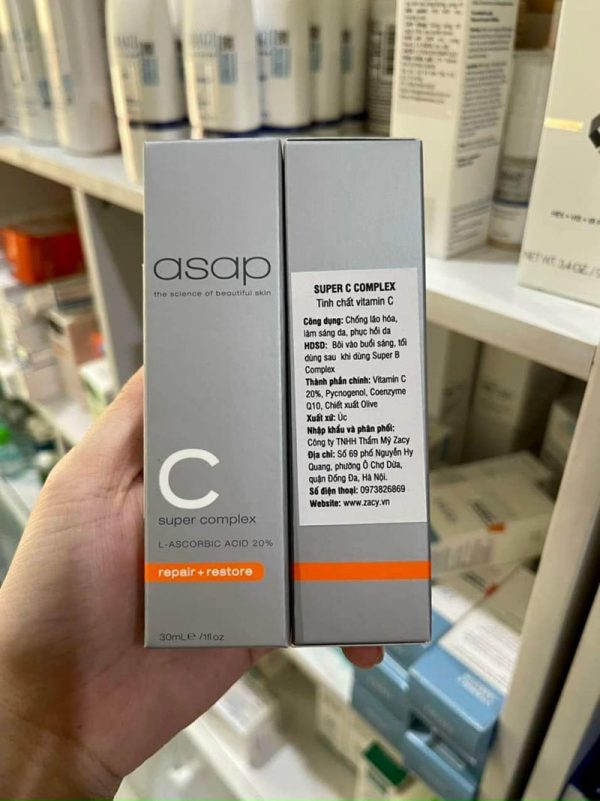 asap
asap
the science of beautiful skin
C
super complex
L-ASCORBIC ACID 20%
repair+restore
30mL e /1fl oz
SUPER C COMPLEX
Tinh chất vitamin C
Công dụng: Chống lão hóa,
làm sáng da, phục hồi da
HDSD: Bôi vào buổi sáng, tối
dùng sau khi dùng Super B
Complex
Thành phần chính: Vitamin C
20%, Pycnogenol, Coenzyme
Q10, Chiết xuất Olive
Xuất xứ: Úc
Nhập khẩu và phân phối:
Công ty TNHH Thẩm Mỹ Zacy
Địa chỉ: Số 69 phố Nguyễn Hy
Quang, phường Ô Chợ Dừa,
quận Đống Đa, Hà Nội.
Số điện thoại: 0973826869
Website: www.zacy.vn